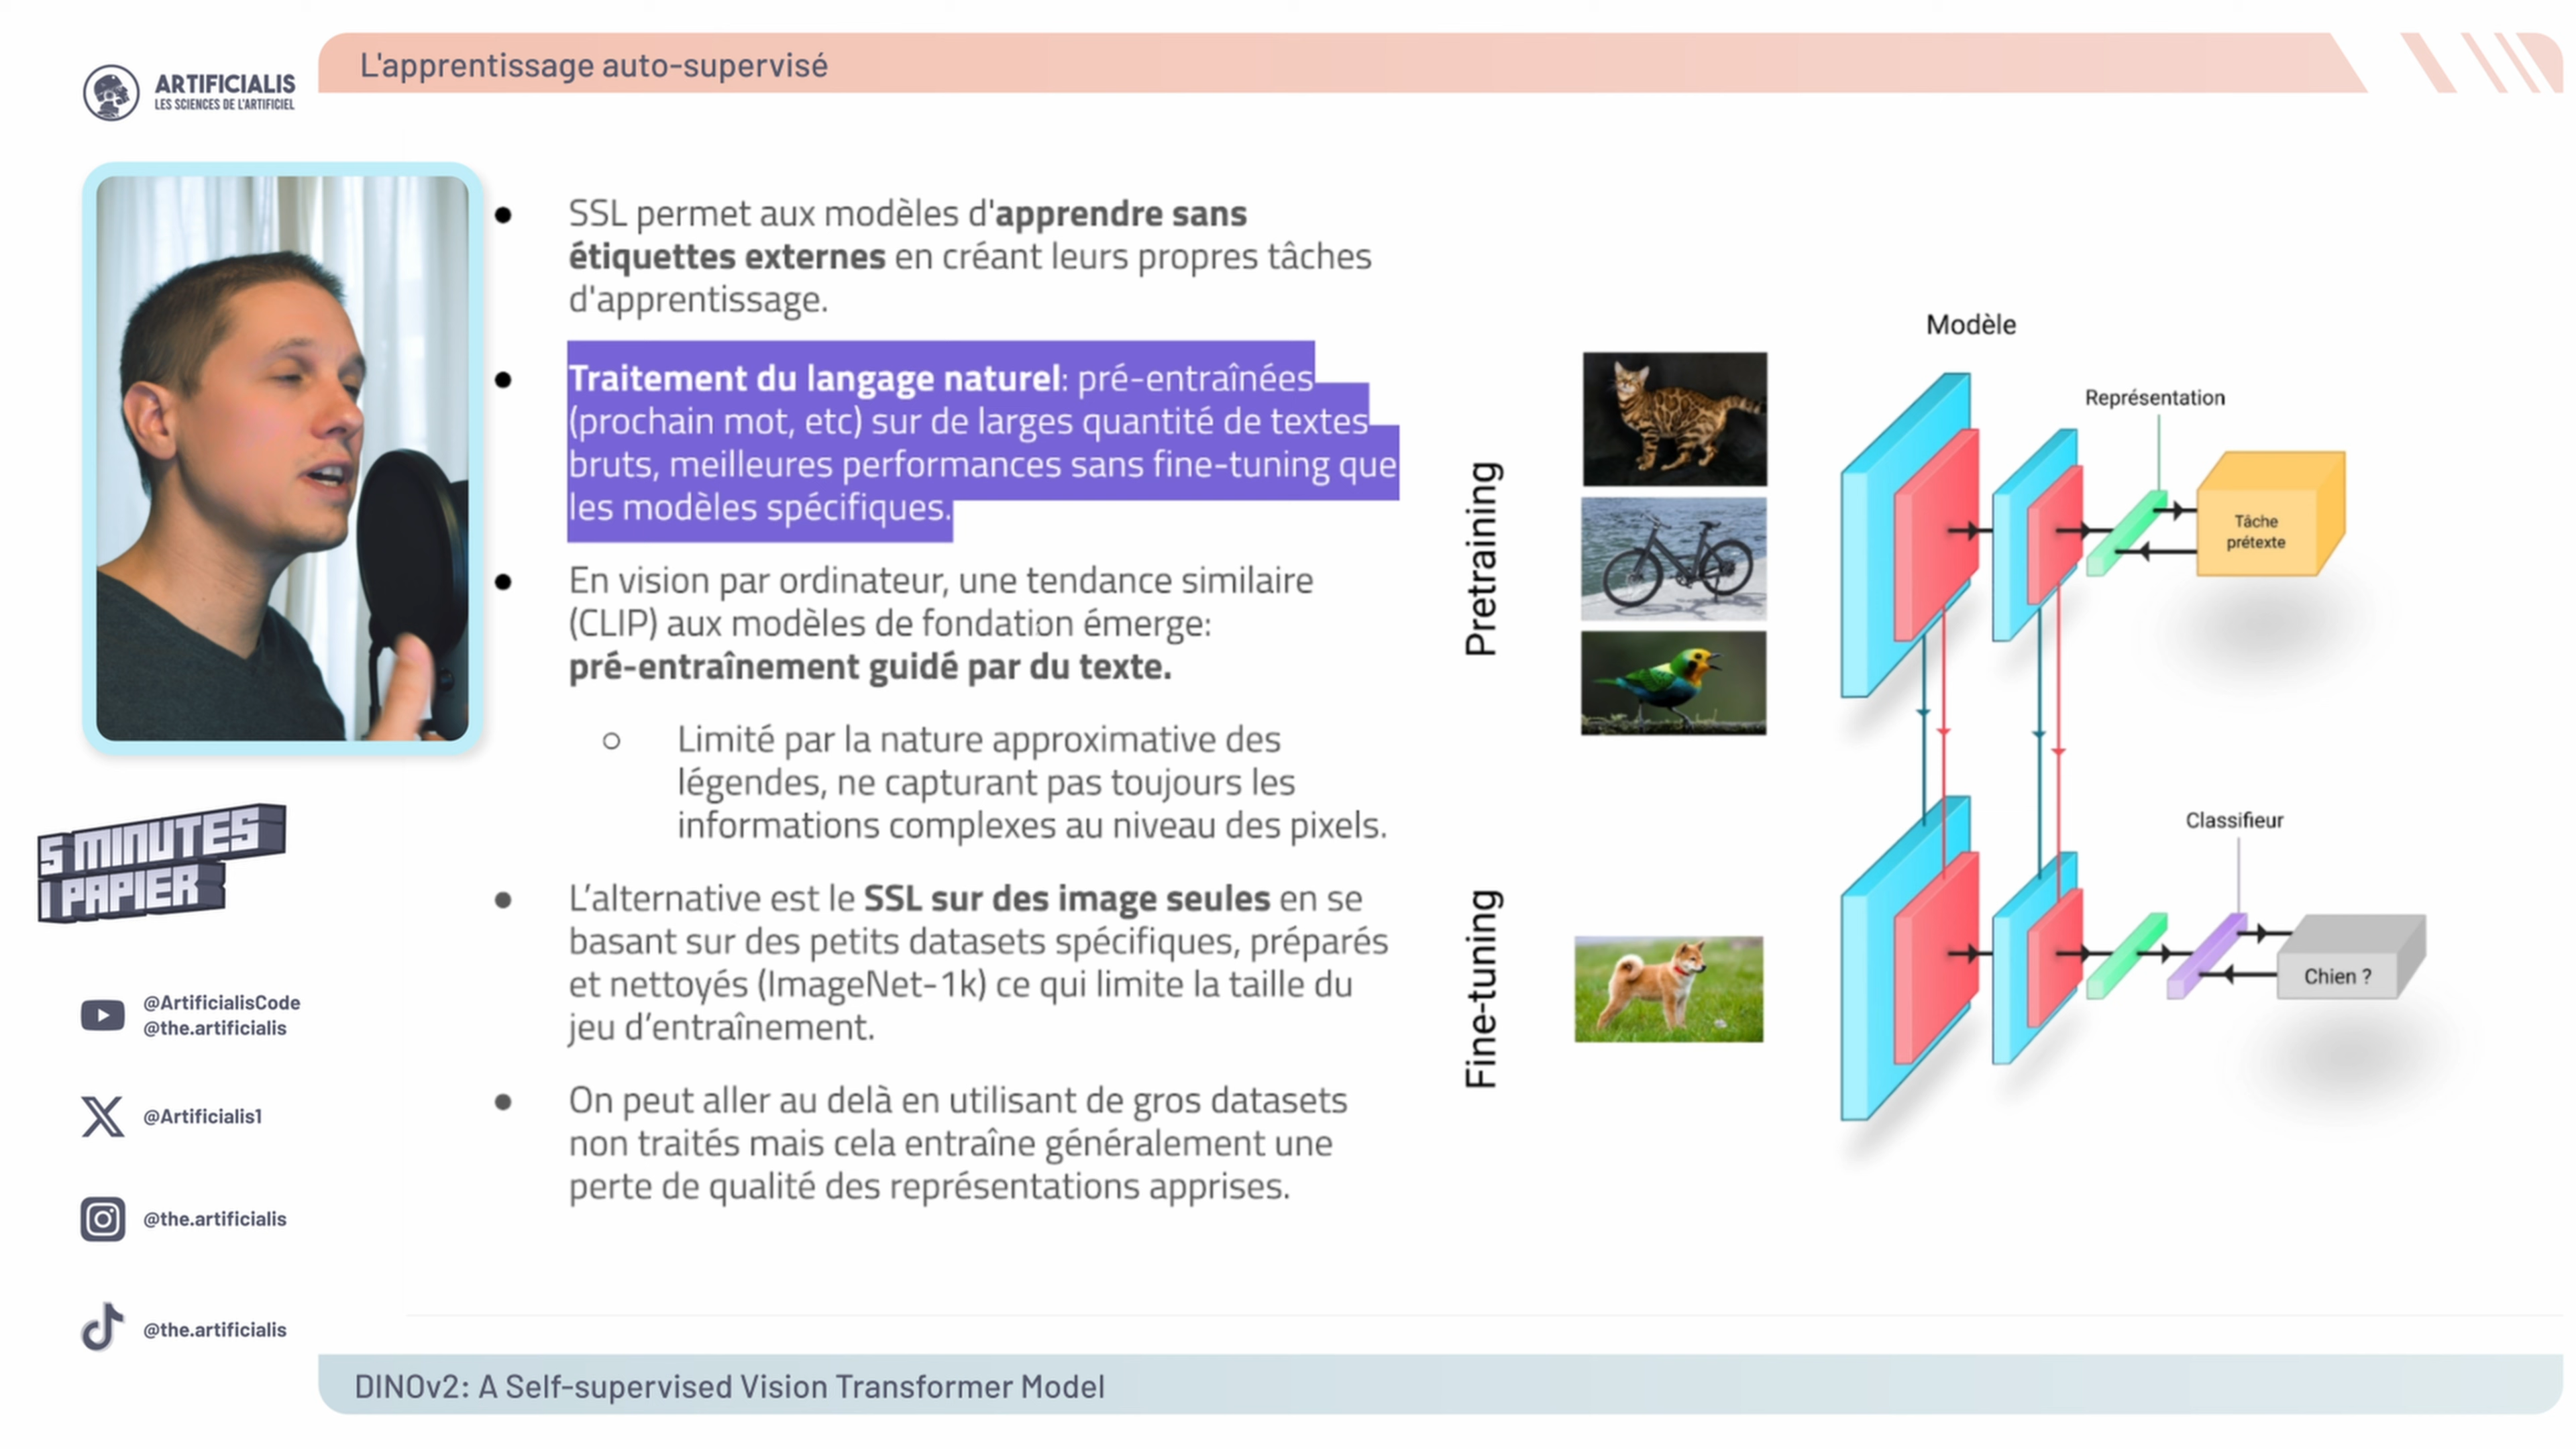 L'apprentissage auto-supervisé
ARTIFICIALIS
LES SCIENCES DE L'ARTIFICIEL
SSL permet aux modèles d'apprendre sans
étiquettes externes en créant leurs propres tâches
d'apprentissage.
Traitement du langage naturel: pré-entraînées
(prochain mot, etc) sur de larges quantité de textes
bruts, meilleures performances sans fine-tuning que
les modèles spécifiques.
En vision par ordinateur, une tendance similaire
(CLIP) aux modèles de fondation émerge:
pré-entraînement guidé par du texte.
Limité par la nature approximative des
légendes, ne capturant pas toujours les
informations complexes au niveau des pixels.
L'alternative est le SSL sur des image seules en se
basant sur des petits datasets spécifiques, préparés
et nettoyés (ImageNet-1k) ce qui limite la taille du
jeu d'entraînement.
On peut aller au delà en utilisant de gros datasets
non traités mais cela entraîne généralement une
perte de qualité des représentations apprises.
Pretraining
Modèle
Représentation
Tâche
prétexte
Fine-tuning
Classifieur
Chien ?
5 MINUTES
1 PAPIER
@ArtificialisCode
@the.artificialis
@Artificialis1
@the.artificialis
@the.artificialis
DINOv2: A Self-supervised Vision Transformer Model